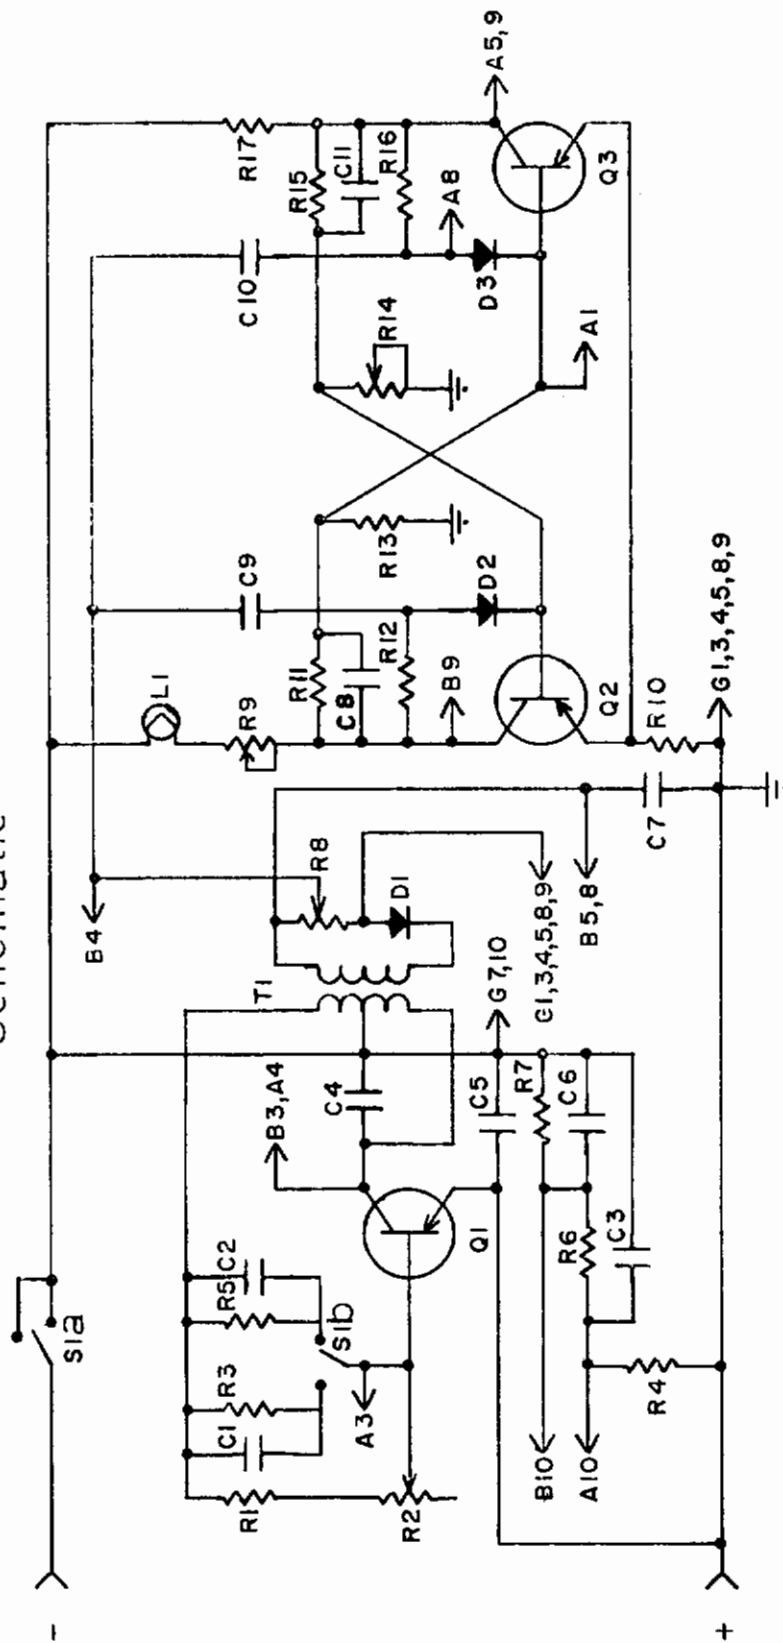 Schematic
-
S1a
+
R1
R2
C1
R3
R5
C2
S1b
A3
B10
A10
R4
R6
C3
Q1
B3,A4
C4
C5
R7
C6
G7,10
T1
G1,3,4,5,8,9
B5,8
B4
R8
D1
C7
L1
R9
R11
C8
R12
B9
Q2
R10
G1,3,4,5,8,9
C9
D2
R13
R14
A1
C10
D3
A8
R15
C11
R16
R17
Q3
A5,9